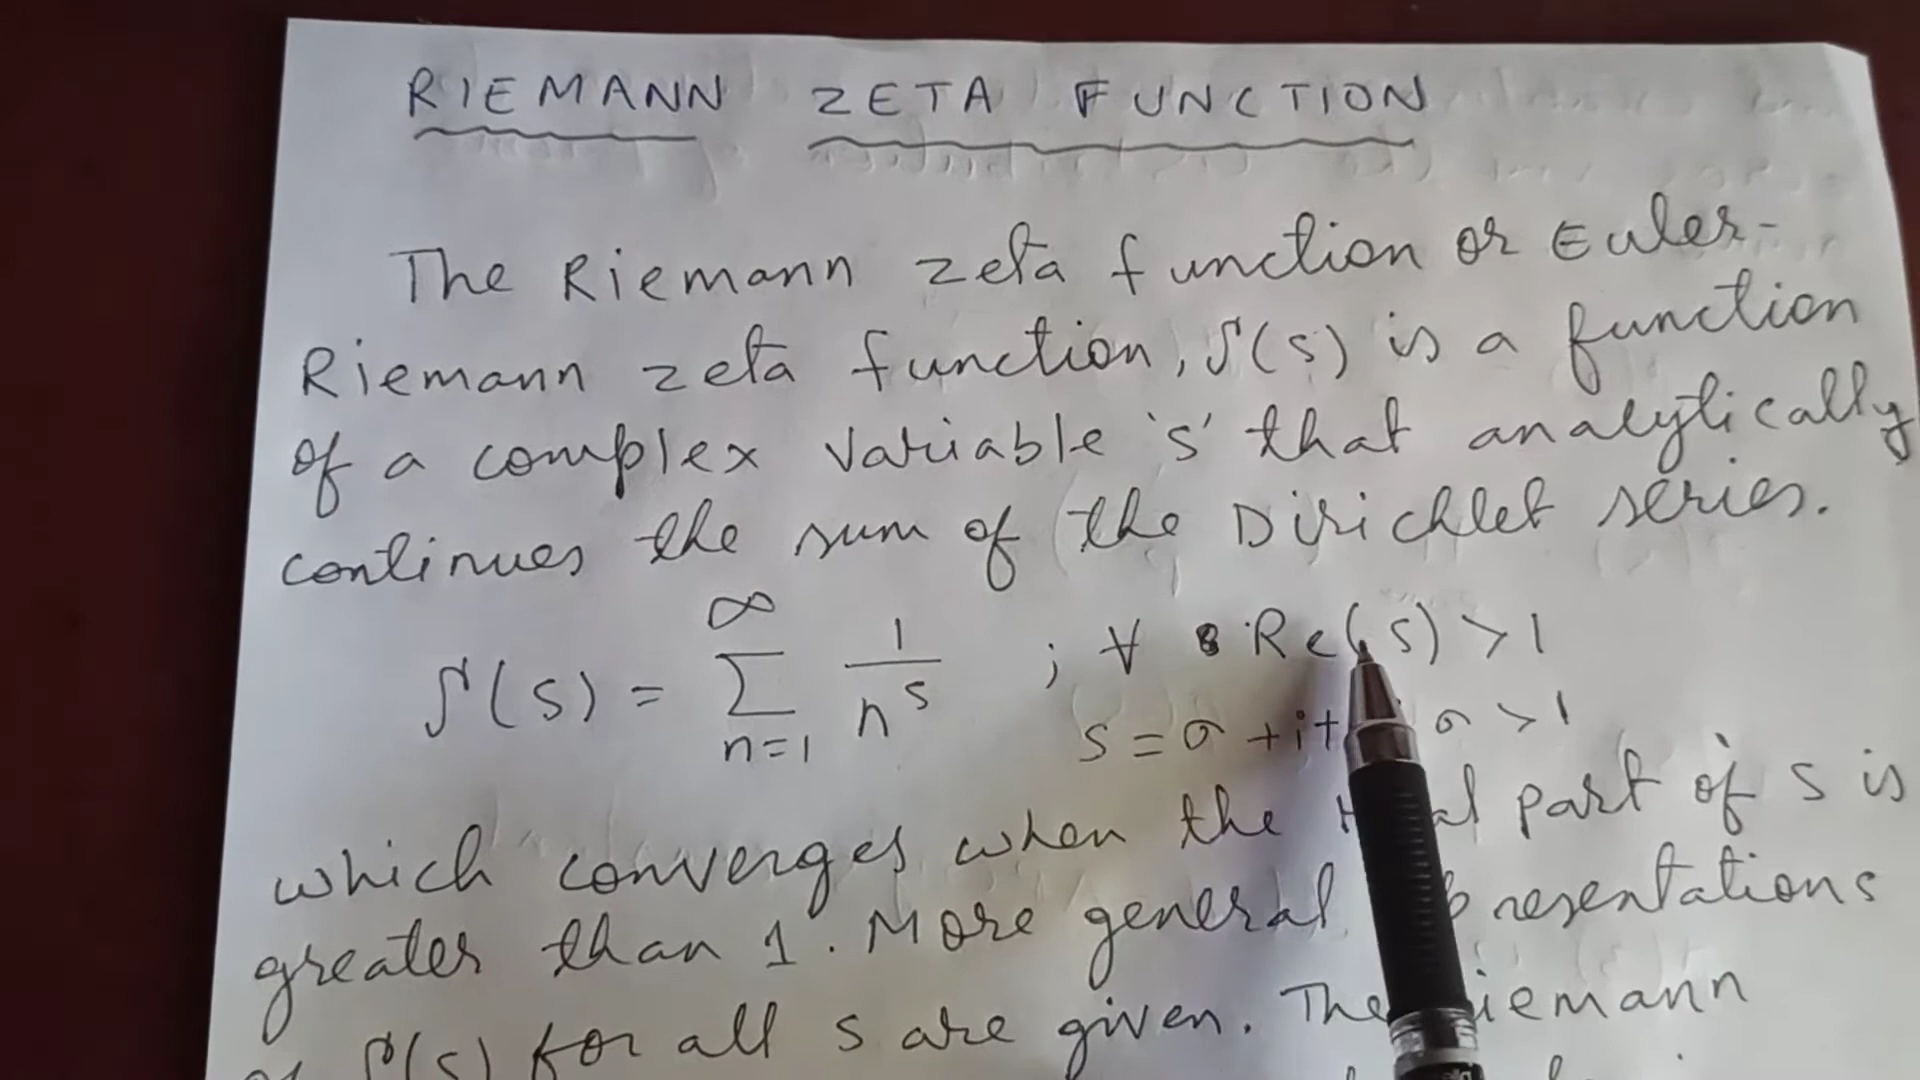 RIEMANN ZETA FUNCTION
The Riemann zeta function or Euler-
Riemann zeta function, ζ(s) is a function
of a complex variable 's' that analytically
continues the sum of the Dirichlet series.
ζ(s) = ∑_{n=1}^{∞} 1/n^s ; ∀ Re(s) > 1
s = σ + it σ > 1
which converges when the part of s is
greater than 1. More general
of ζ(s) for all s are given. The